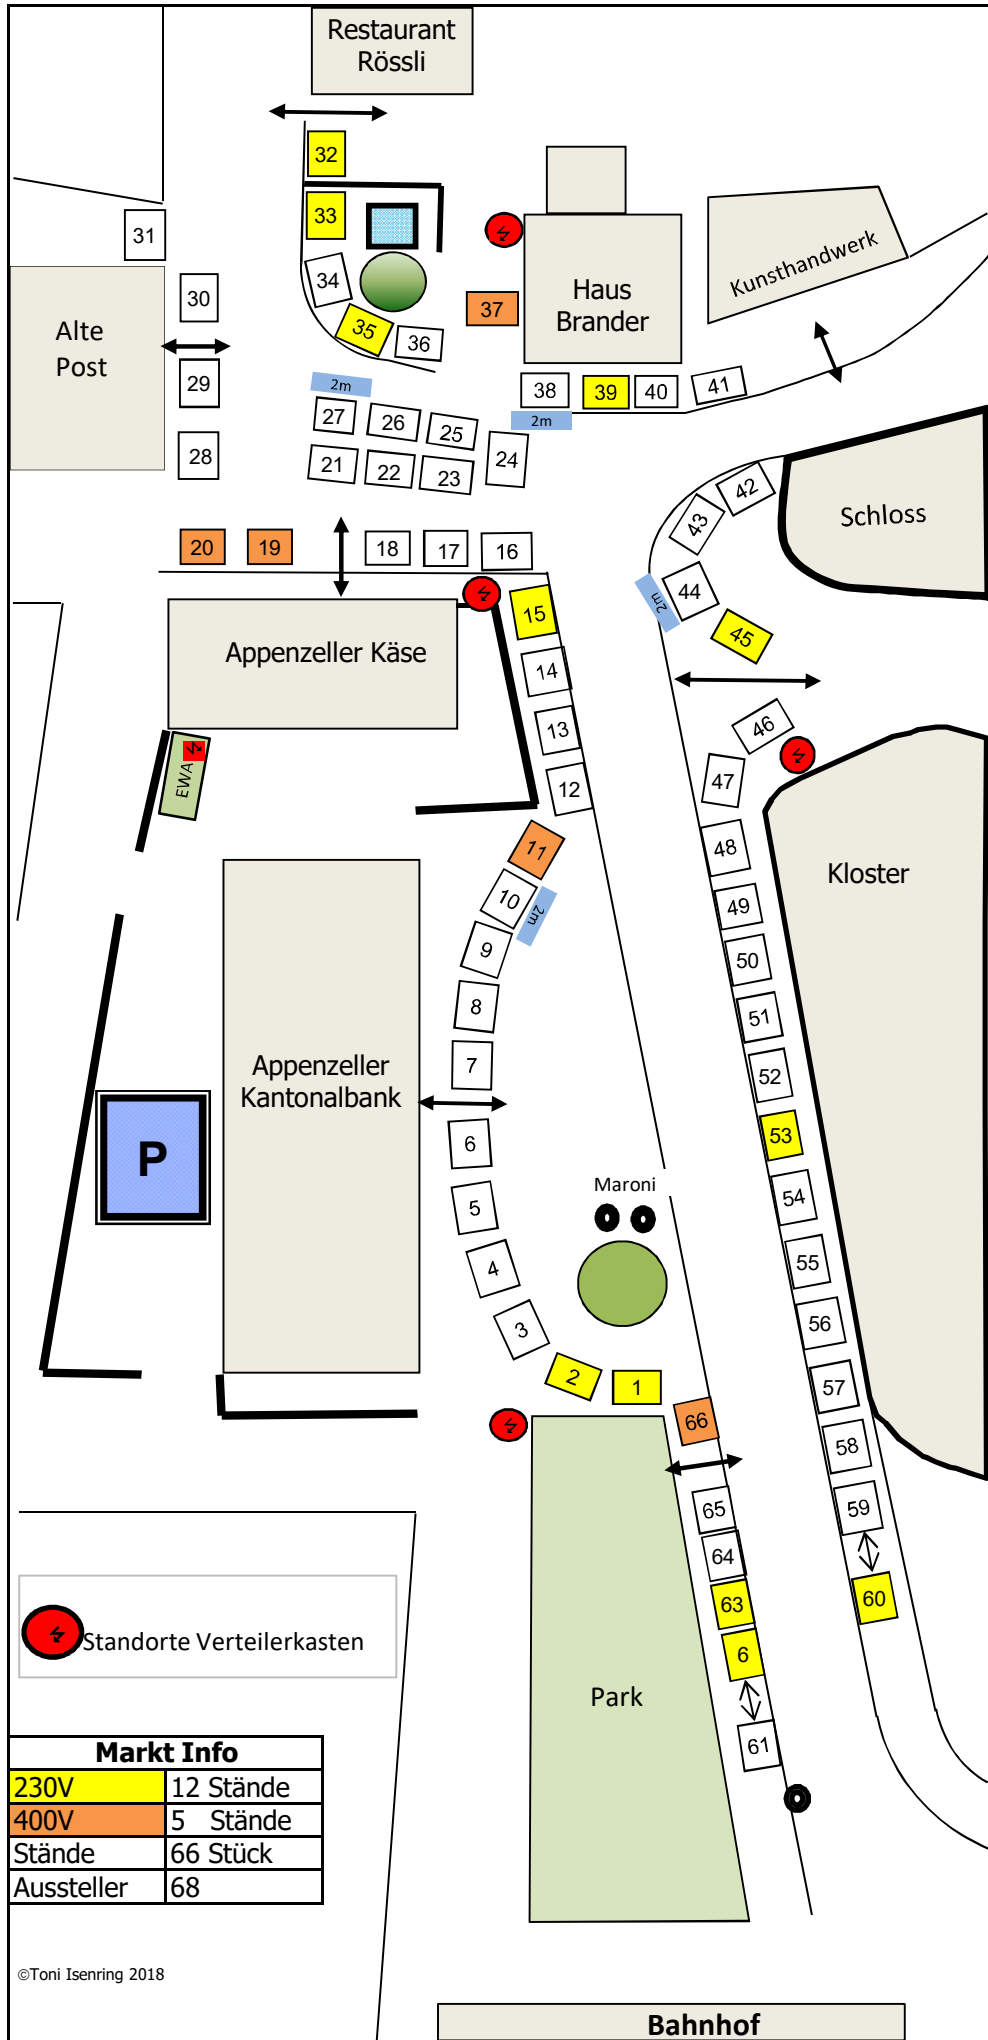 Restaurant
Rössli
32
33
31
34
Kunsthandwerk
30
37
Haus
Brander
35
36
Alte
Post
29
2m
38
39
40
41
27
26
25
2m
28
21
22
23
24
42
43
Schloss
20
19
18
17
16
44
2m
15
45
Appenzeller Käse
14
46
13
EWA
47
12
11
48
Kloster
10
2m
49
9
50
8
51
7
52
Appenzeller
Kantonalbank
P
6
53
Maroni
54
5
55
4
56
3
2
1
57
66
58
65
59
64
63
60
Standorte Verteilerkasten
6
Park
61
Markt Info
230V 12 Stände
400V 5 Stände
Stände 66 Stück
Aussteller 68
©Toni Isenring 2018
Bahnhof